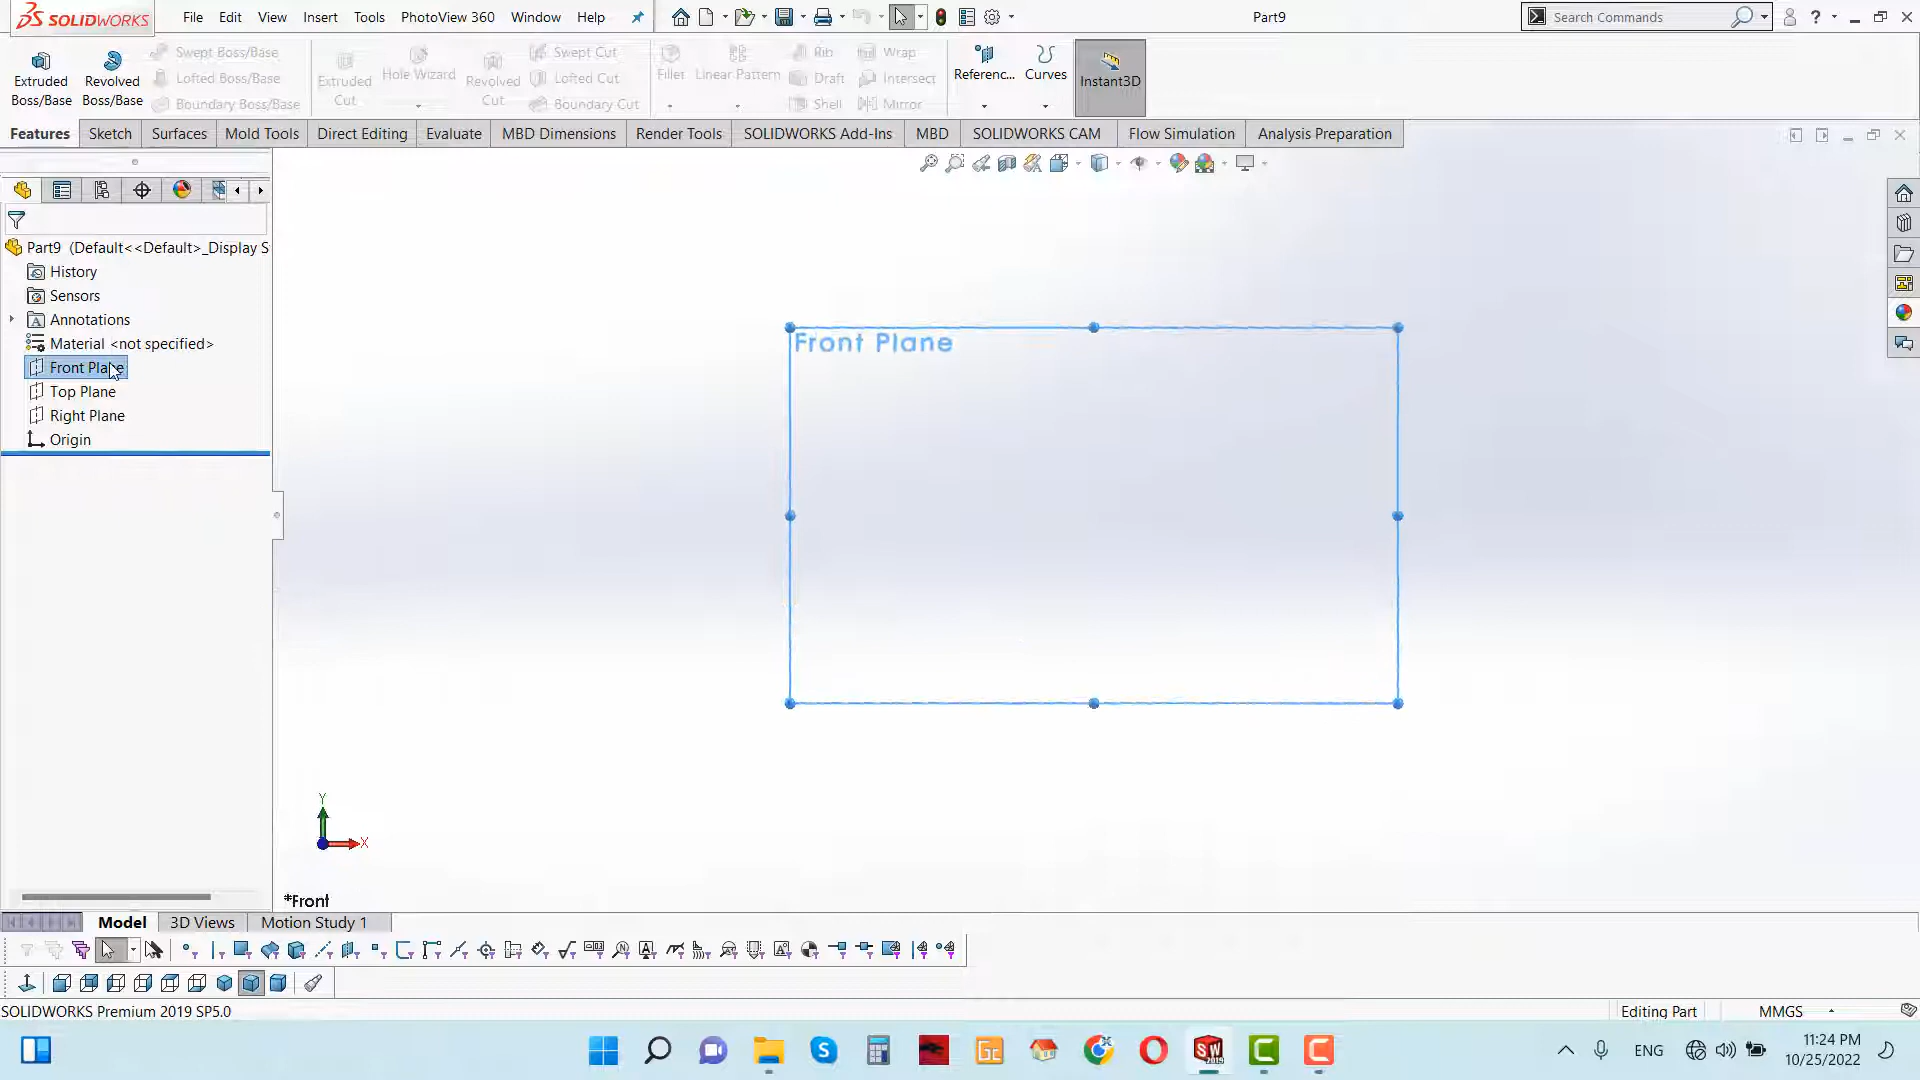 SOLIDWORKS File Edit View Insert Tools PhotoView 360 Window Help Part9 Search Commands
Extruded Boss/Base
Revolved Boss/Base
Swept Boss/Base
Lofted Boss/Base
Boundary Boss/Base
Extruded Cut
Hole Wizard
Revolved Cut
Swept Cut
Lofted Cut
Boundary Cut
Fillet
Linear Pattern
Rib
Draft
Shell
Wrap
Intersect
Mirror
Referenc...
Curves
Instant3D
Features Sketch Surfaces Mold Tools Direct Editing Evaluate MBD Dimensions Render Tools SOLIDWORKS Add-Ins MBD SOLIDWORKS CAM Flow Simulation Analysis Preparation
Part9 (Default<<Default>_Display S
History
Sensors
Annotations
Material <not specified>
Front Plane
Top Plane
Right Plane
Origin
Front Plane
Y
X
*Front
Model 3D Views Motion Study 1
SOLIDWORKS Premium 2019 SP5.0 Editing Part MMGS
ENG 11:24 PM
10/25/2022